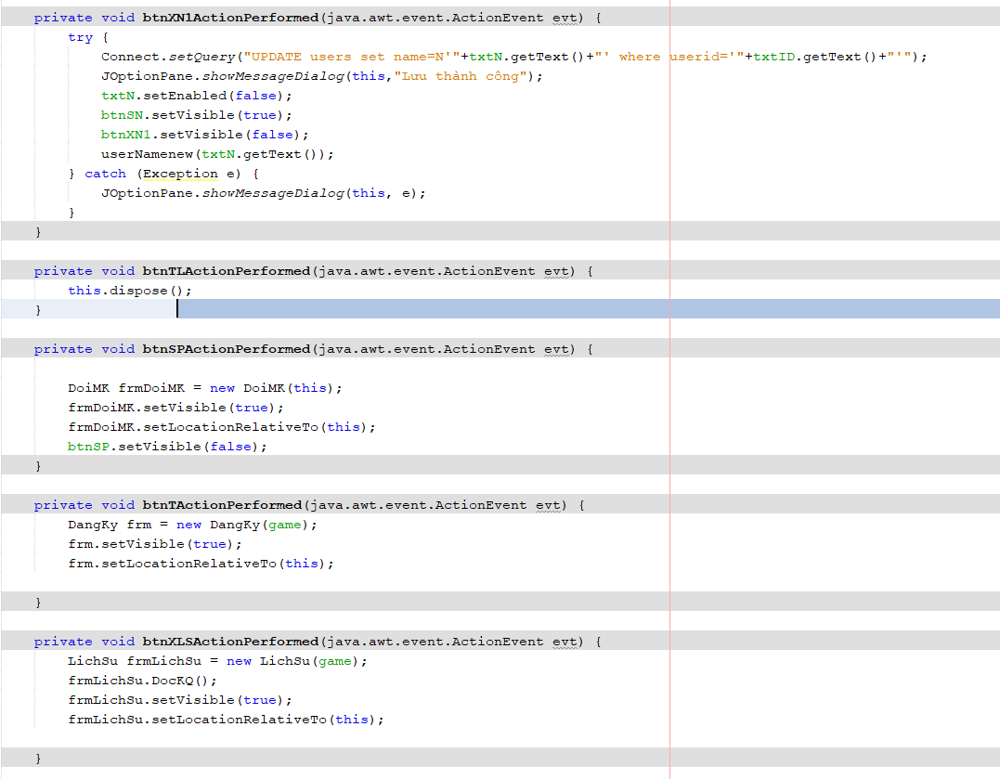 private void btnXN1ActionPerformed(java.awt.event.ActionEvent evt) {
try {
Connect.setQuery("UPDATE users set name=N'"+txtN.getText()+"' where userid='"+txtID.getText()+"'");
JOptionPane.showMessageDialog(this,"Lưu thành công");
txtN.setEnabled(false);
btnSN.setVisible(true);
btnXN1.setVisible(false);
userNamenew(txtN.getText());
} catch (Exception e) {
JOptionPane.showMessageDialog(this, e);
}
}
private void btnTLActionPerformed(java.awt.event.ActionEvent evt) {
this.dispose();
}
private void btnSPActionPerformed(java.awt.event.ActionEvent evt) {
DoiMK frmDoiMK = new DoiMK(this);
frmDoiMK.setVisible(true);
frmDoiMK.setLocationRelativeTo(this);
btnSP.setVisible(false);
}
private void btnTActionPerformed(java.awt.event.ActionEvent evt) {
DangKy frm = new DangKy(game);
frm.setVisible(true);
frm.setLocationRelativeTo(this);
}
private void btnXLSActionPerformed(java.awt.event.ActionEvent evt) {
LichSu frmLichSu = new LichSu(game);
frmLichSu.DocKQ();
frmLichSu.setVisible(true);
frmLichSu.setLocationRelativeTo(this);
}